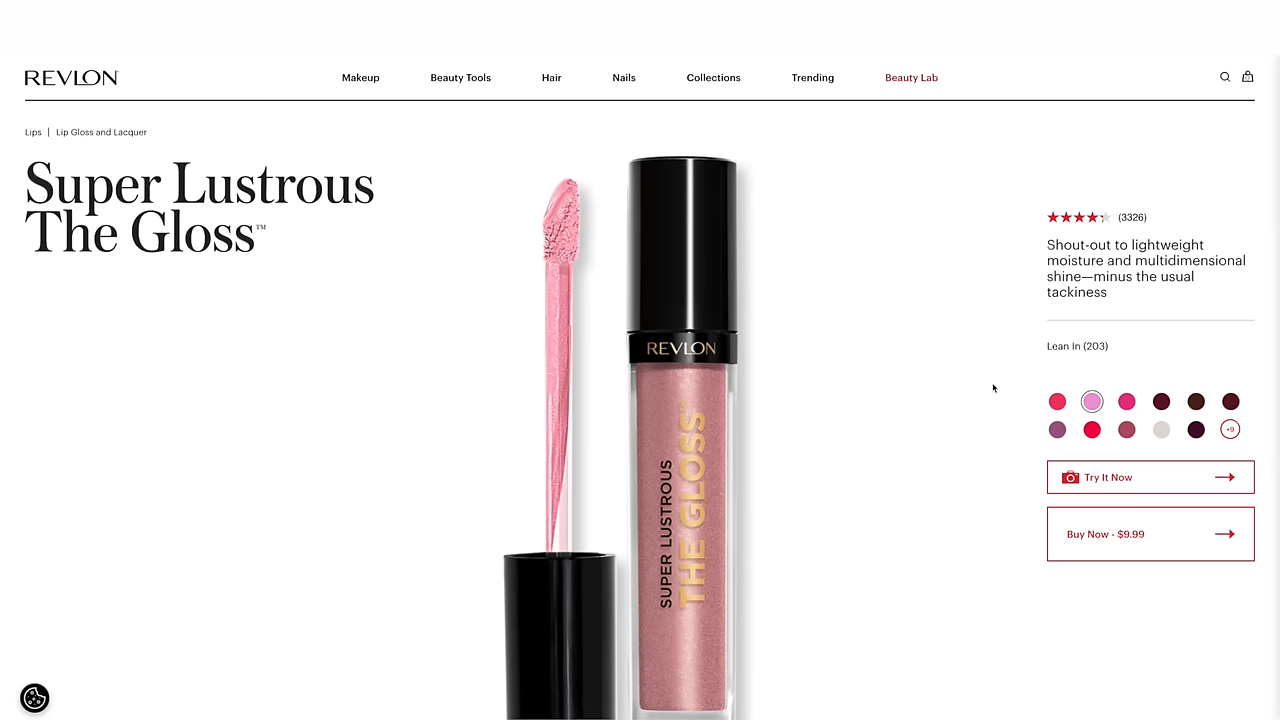 REVLON
Makeup
Beauty Tools
Hair
Nails
Collections
Trending
Beauty Lab
Lips | Lip Gloss and Lacquer
Super Lustrous
The Gloss™
REVLON
SUPER LUSTROUS
THE GLOSS™
(3326)
Shout-out to lightweight
moisture and multidimensional
shine—minus the usual
tackiness
Lean In (203)
+9
Try It Now
Buy Now - $9.99